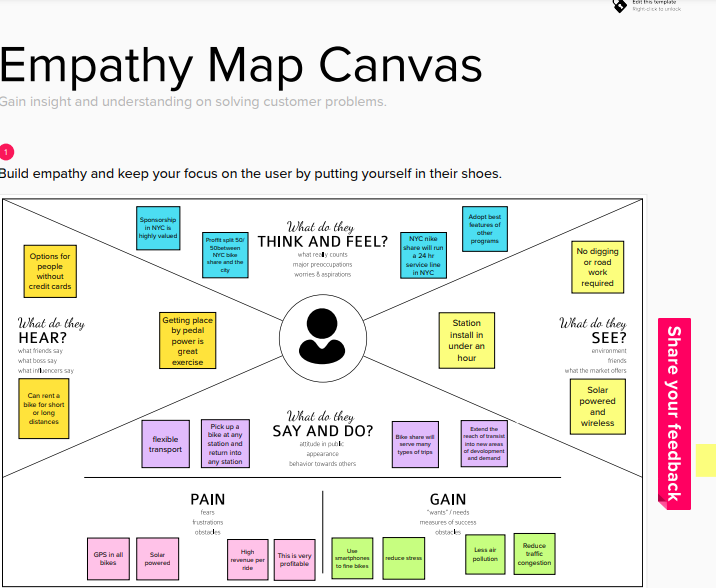 Edit this template
Right-click to unlock
Empathy Map Canvas
Gain insight and understanding on solving customer problems.
1
Build empathy and keep your focus on the user by putting yourself in their shoes.
What do they
THINK AND FEEL?
what really counts
major preoccupations
worries & aspirations
Sponsorship
in NYC is
highly valued
Proffit split 50/
50between
NYC bike
share and the
city
NYC nike
share will run
a 24 hr
service line
in NYC
Adopt best
features of
other
programs
Options for
people
without
credit cards
Getting place
by pedal
power is
great
exercise
What do they
HEAR?
what friends say
what boss say
what influencers say
Can rent a
bike for short
or long
distances
No digging
or road
work
required
Station
install in
under an
hour
What do they
SEE?
environment
friends
what the market offers
Solar
powered
and
wireless
What do they
SAY AND DO?
attitude in public
appearance
behavior towards others
flexible
transport
Pick up a
bike at any
station and
return into
any station
Bike share will
serve many
types of trips
Extend the
reach of transist
into new areas
of development
and demand
PAIN
fears
frustrations
obstacles
GPS in all
bikes
Solar
powered
High
revenue per
ride
This is very
profitable
GAIN
"wants" / needs
measures of success
obstacles
Use
smartphones
to fine bikes
reduce stress
Less air
pollution
Reduce
traffic
congestion
Share your feedback